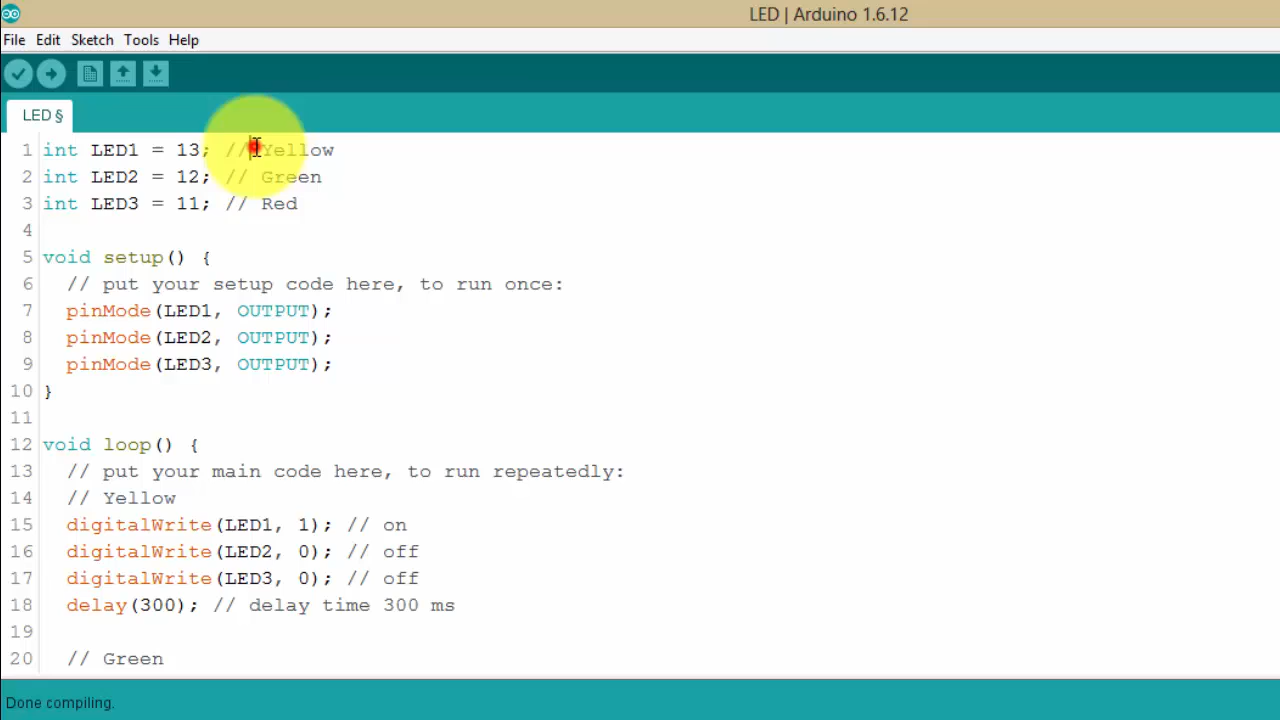 LED | Arduino 1.6.12
File Edit Sketch Tools Help
LED §
1 int LED1 = 13; // Yellow
2 int LED2 = 12; // Green
3 int LED3 = 11; // Red
4
5 void setup() {
6 // put your setup code here, to run once:
7 pinMode(LED1, OUTPUT);
8 pinMode(LED2, OUTPUT);
9 pinMode(LED3, OUTPUT);
10 }
11
12 void loop() {
13 // put your main code here, to run repeatedly:
14 // Yellow
15 digitalWrite(LED1, 1); // on
16 digitalWrite(LED2, 0); // off
17 digitalWrite(LED3, 0); // off
18 delay(300); // delay time 300 ms
19
20 // Green
Done compiling.